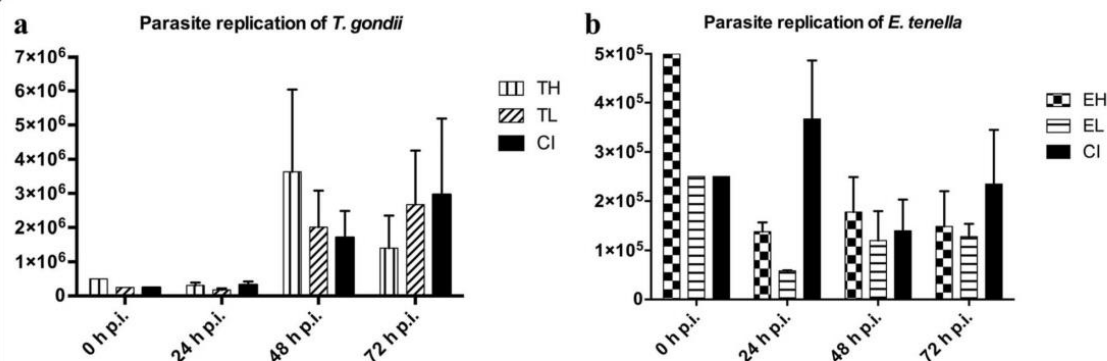 a
Parasite replication of T. gondii
7×10⁶
6×10⁶
5×10⁶
4×10⁶
3×10⁶
2×10⁶
1×10⁶
0
0 h p.i.
24 h p.i.
48 h p.i.
72 h p.i.
TH
TL
CI
b
Parasite replication of E. tenella
5×10⁵
4×10⁵
3×10⁵
2×10⁵
1×10⁵
0
0 h p.i.
24 h p.i.
48 h p.i.
72 h p.i.
EH
EL
CI